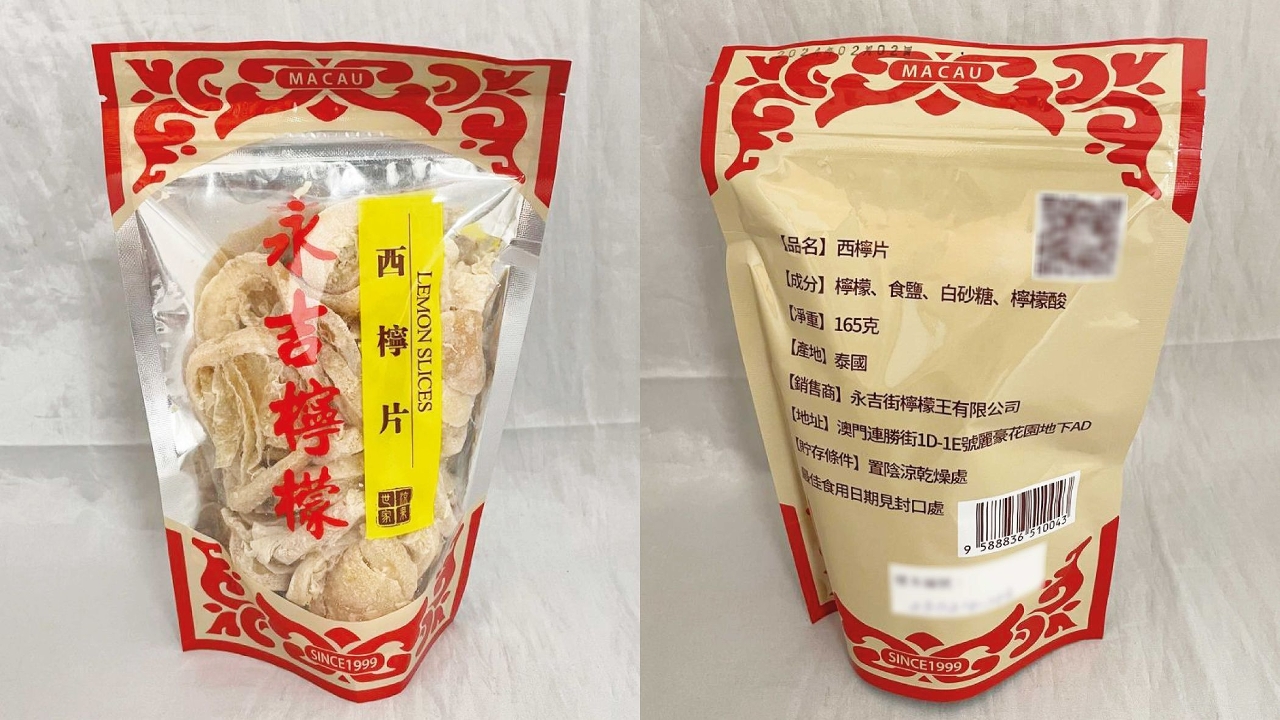 MACAU
永吉檸檬
西檸片
LEMON SLICES
SINCE1999
MACAU
【品名】西檸片
【成分】檸檬、食鹽、白砂糖、檸檬酸
【淨重】165克
【產地】泰國
【銷售商】永吉街檸檬王有限公司
【地址】澳門連勝街1D-1E號麗豪花園地下AD
【貯存條件】置陰涼乾燥處
最佳食用日期見封口處
9 588836 510043
SINCE1999